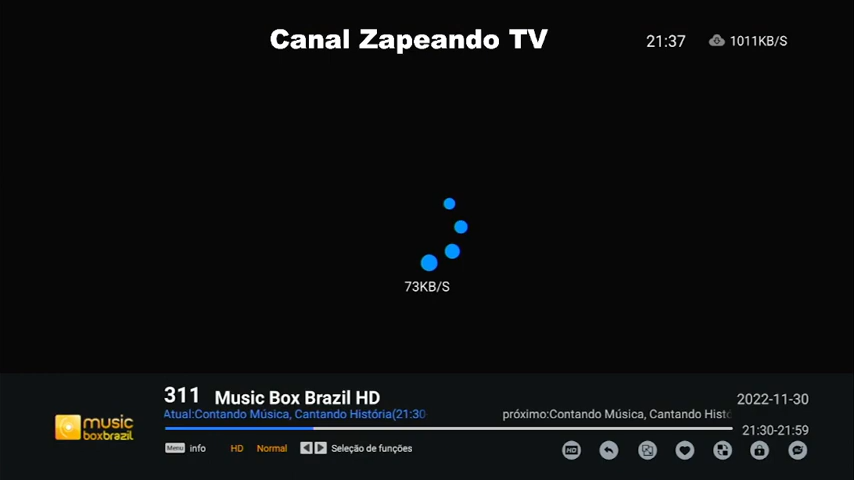 Canal Zapeando TV
21:37
1011KB/S
73KB/S
311 Music Box Brazil HD
2022-11-30
Atual:Contando Música, Cantando História(21:30
próximo:Contando Música, Cantando Histó
21:30-21:59
music
boxbrazil
Menu info HD Normal Seleção de funções
HD